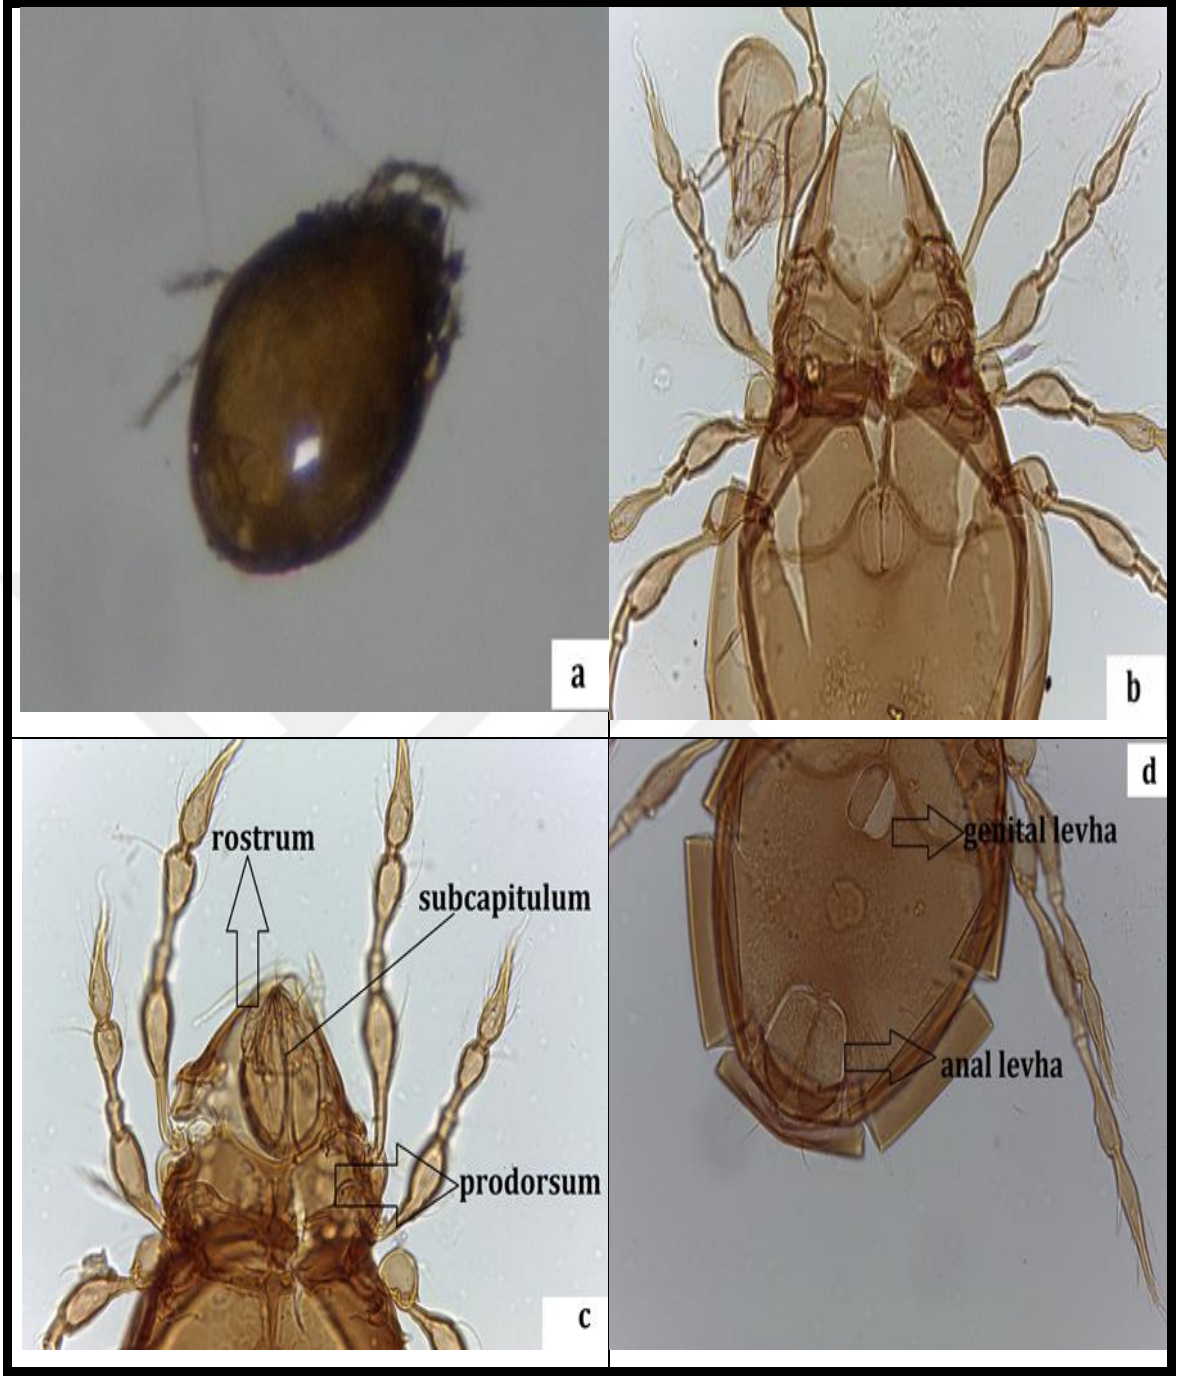 a
b
rostrum
subcapitulum
prodorsum
c
d
genital levha
anal levha